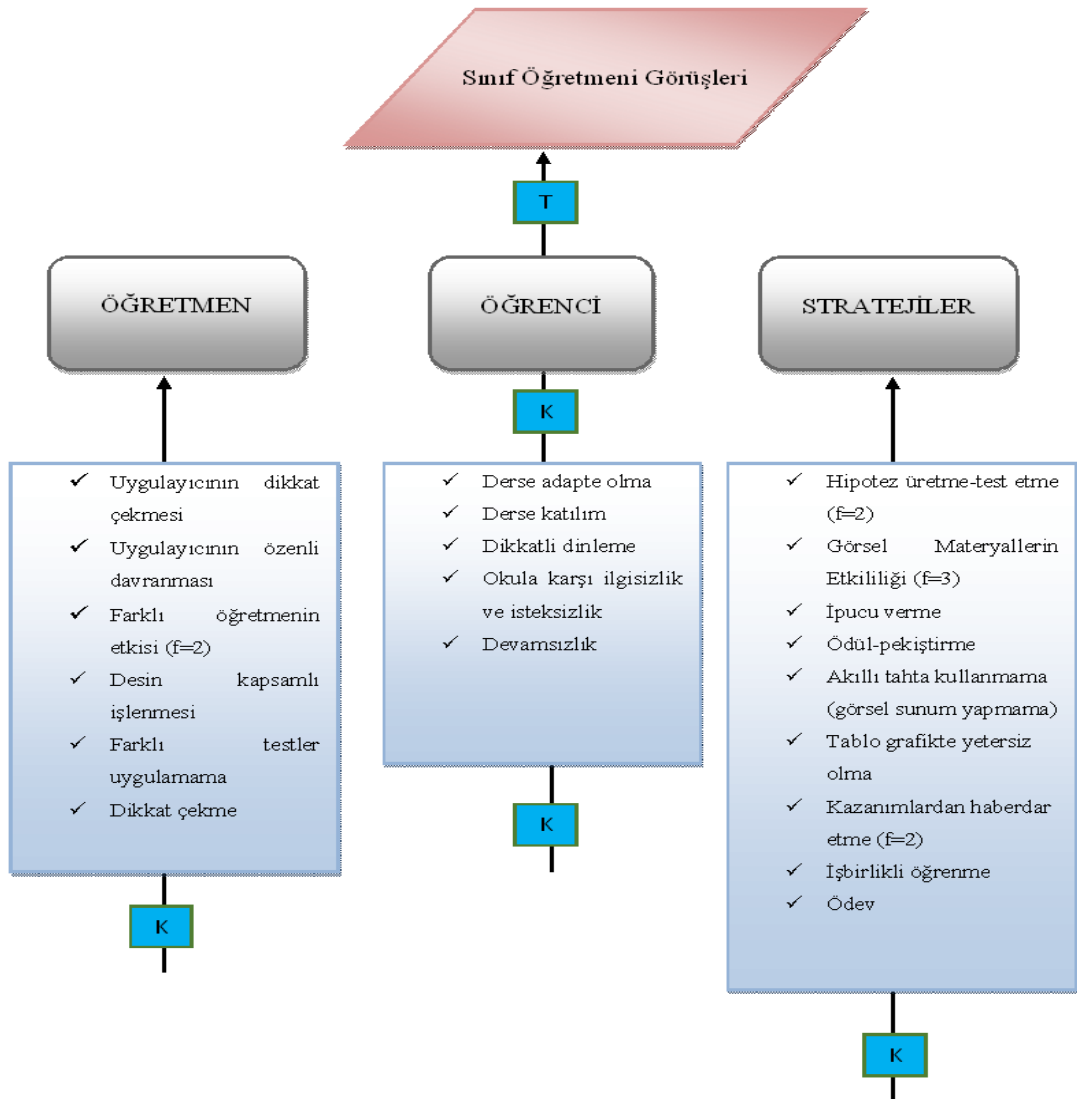 Sınıf Öğretmeni Görüşleri
T
ÖĞRETMEN
ÖĞRENCİ
STRATEJİLER
K
✓ Uygulayıcının dikkat
çekmesi
✓ Uygulayıcının özenli
davranması
✓ Farklı öğretmenin
etkisi (f=2)
✓ Desin kapsamlı
işlenmesi
✓ Farklı testler
uygulamama
✓ Dikkat çekme
K
✓ Derse adapte olma
✓ Derse katılım
✓ Dikkatli dinleme
✓ Okula karşı ilgisizlik
ve isteksizlik
✓ Devamsızlık
K
✓ Hipotez üretme-test etme
(f=2)
✓ Görsel Materyallerin
Etkililiği (f=3)
✓ İpucu verme
✓ Ödül-pekiştirme
✓ Akıllı tahta kullanmama
(görsel sunum yapmama)
✓ Tablo grafikte yetersiz
olma
✓ Kazanımlardan haberdar
etme (f=2)
✓ İşbirlikli öğrenme
✓ Ödev
K